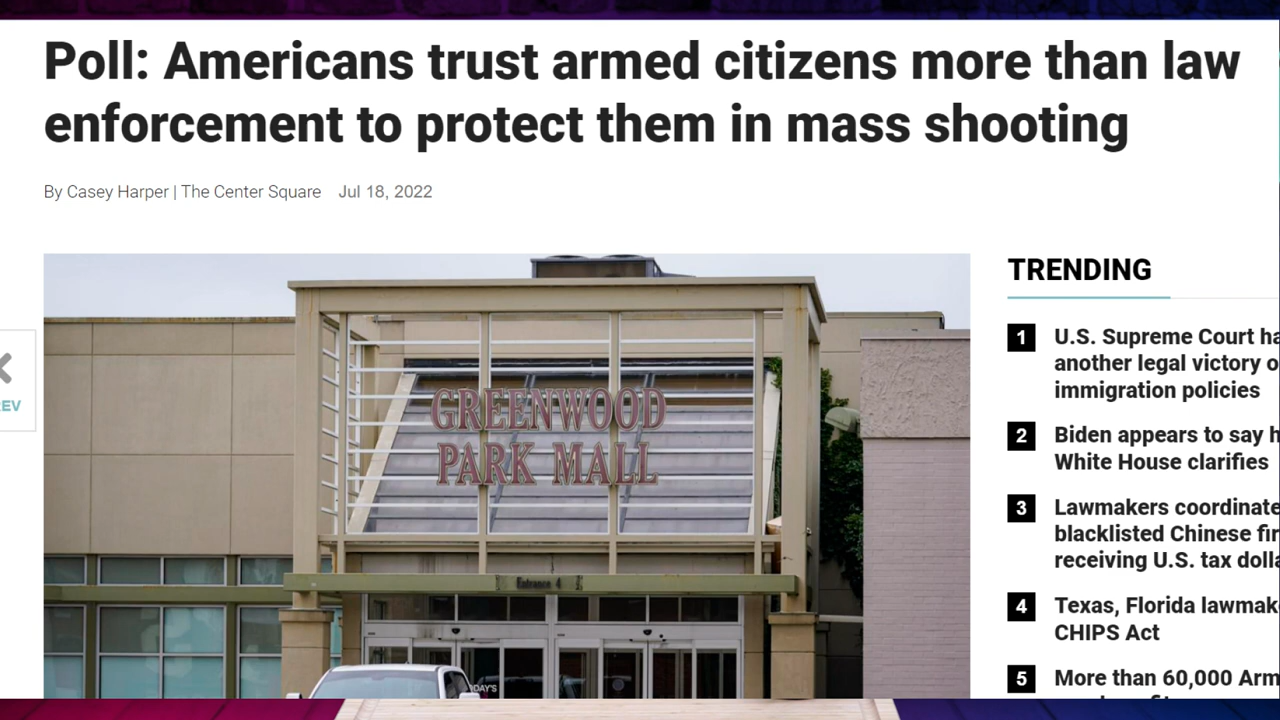 Poll: Americans trust armed citizens more than law
enforcement to protect them in mass shooting
By Casey Harper | The Center Square Jul 18, 2022
TRENDING
1 U.S. Supreme Court ha
another legal victory o
immigration policies
2 Biden appears to say h
White House clarifies
3 Lawmakers coordinate
blacklisted Chinese fir
receiving U.S. tax dolla
4 Texas, Florida lawmak
CHIPS Act
5 More than 60,000 Arm
EV
GREENWOOD
PARK MALL
Entrance 4
DAY'S